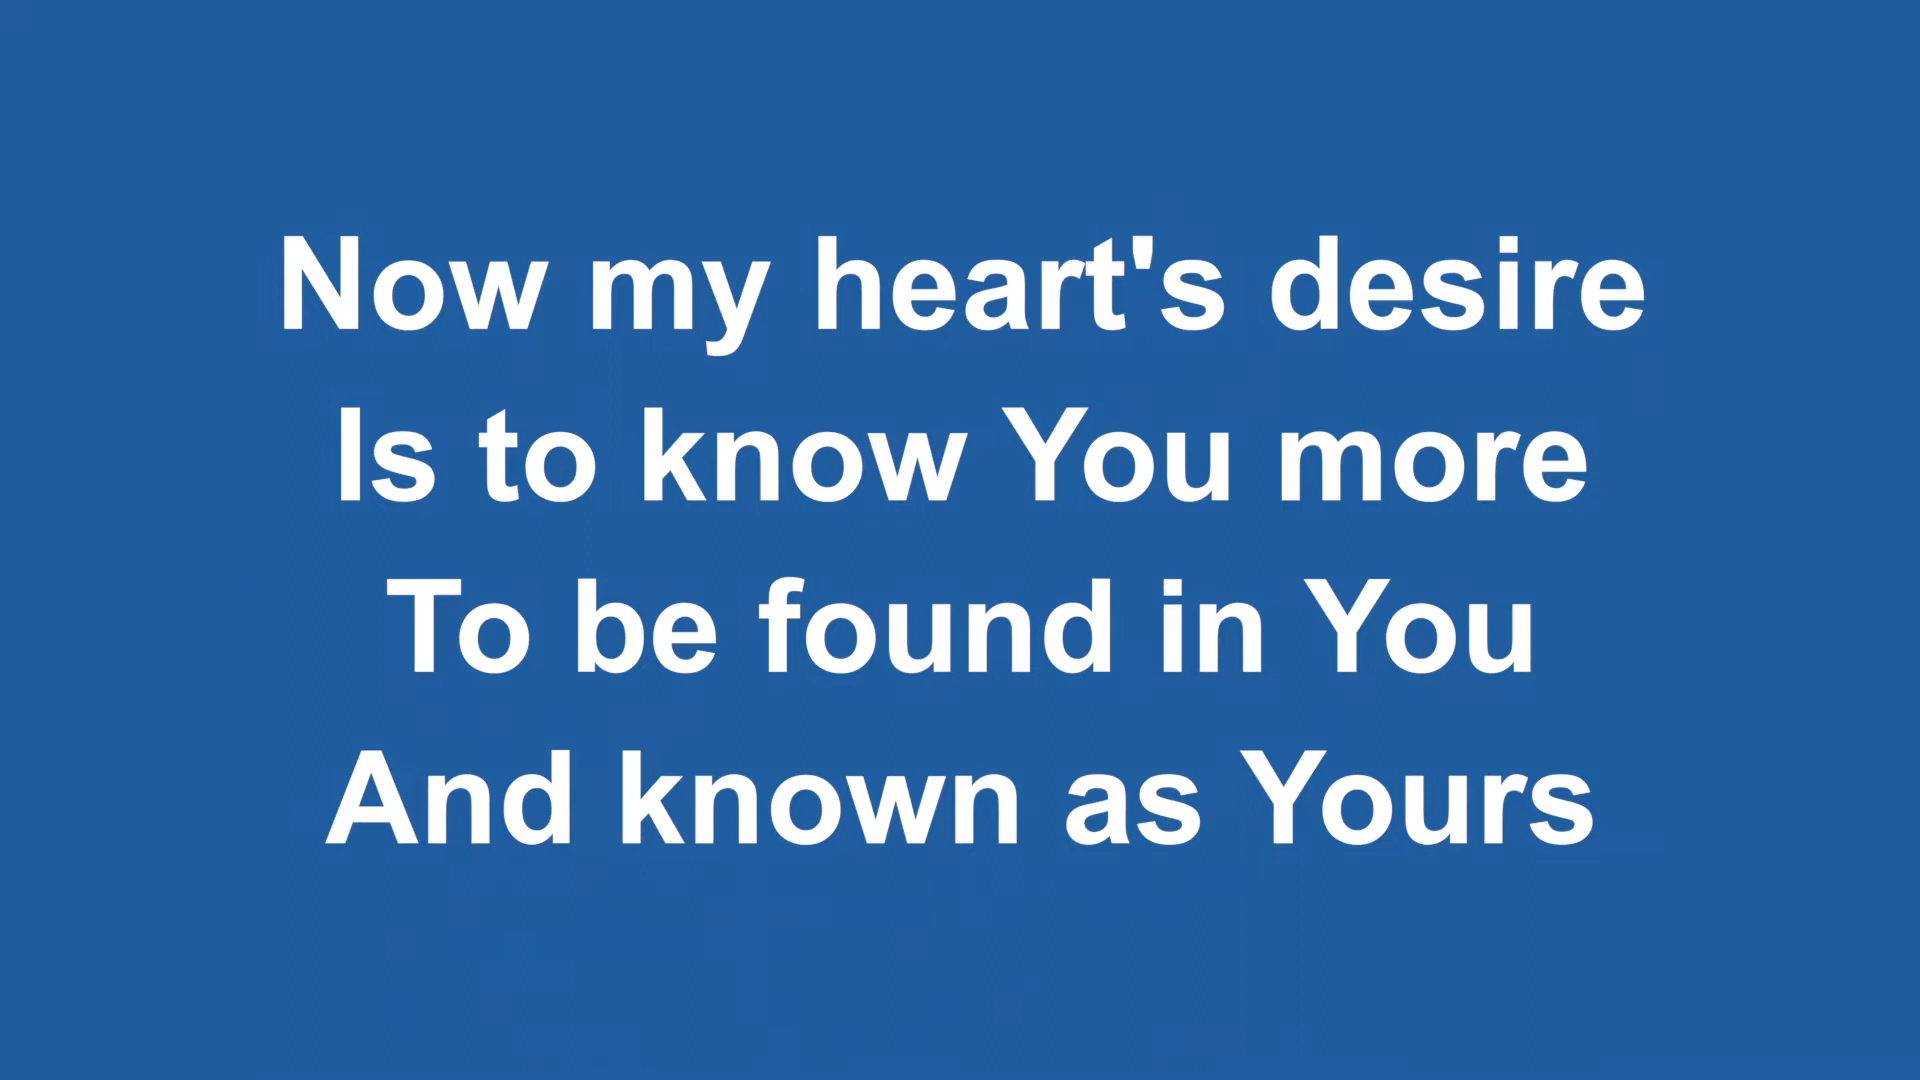 Now my heart's desire
Is to know You more
To be found in You
And known as Yours